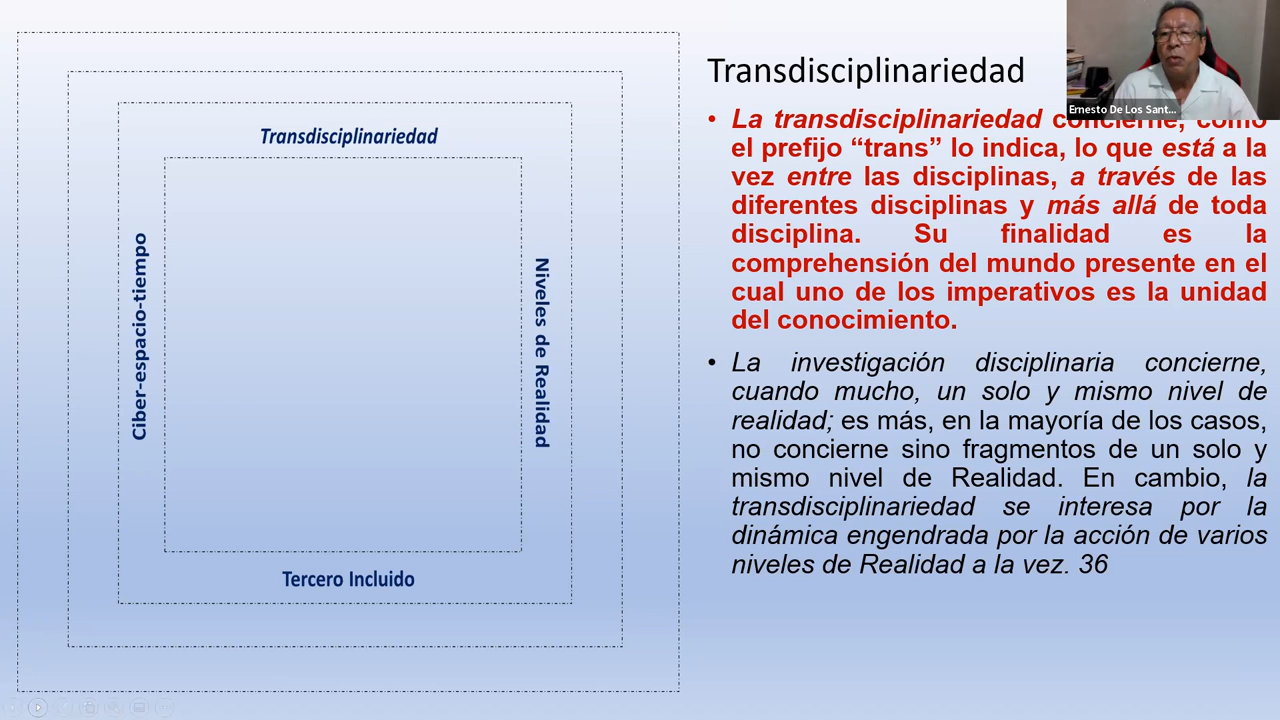 Transdisciplinariedad
Ciber-espacio-tiempo
Niveles de Realidad
Tercero Incluido
Transdisciplinariedad
Ernesto De Los Sant...
• La transdisciplinariedad concierne, como
el prefijo “trans” lo indica, lo que está a la
vez entre las disciplinas, a través de las
diferentes disciplinas y más allá de toda
disciplina. Su finalidad es la
comprehensión del mundo presente en el
cual uno de los imperativos es la unidad
del conocimiento.
• La investigación disciplinaria concierne,
cuando mucho, un solo y mismo nivel de
realidad; es más, en la mayoría de los casos,
no concierne sino fragmentos de un solo y
mismo nivel de Realidad. En cambio, la
transdisciplinariedad se interesa por la
dinámica engendrada por la acción de varios
niveles de Realidad a la vez. 36